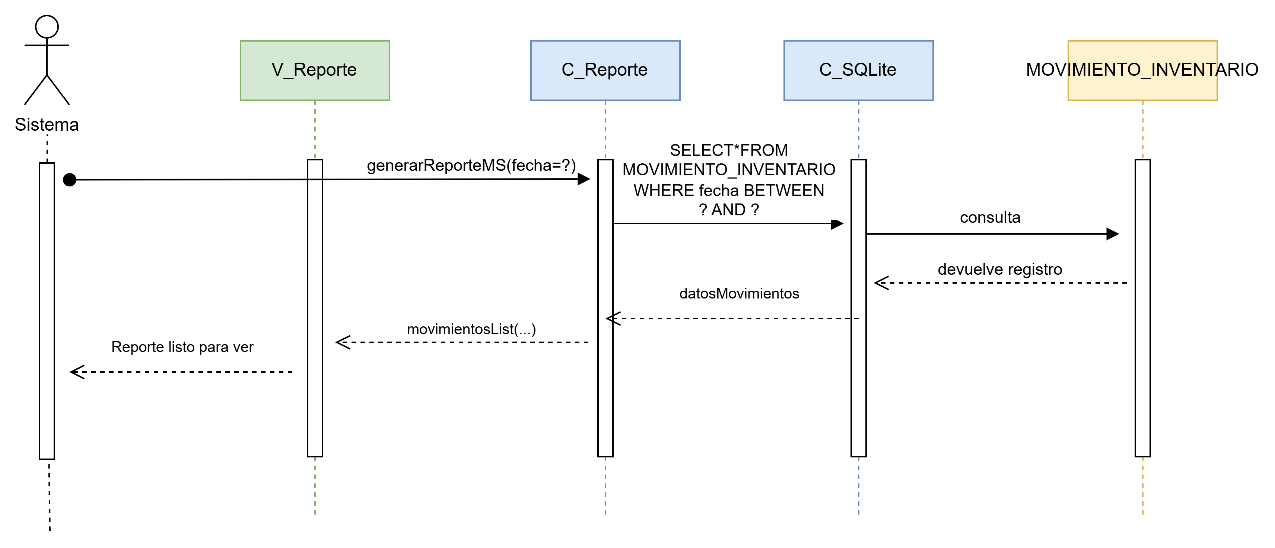 Sistema
V_Reporte
C_Reporte
C_SQLite
MOVIMIENTO_INVENTARIO
generarReporteMS(fecha=?)
SELECT*FROM
MOVIMIENTO_INVENTARIO
WHERE fecha BETWEEN
? AND ?
consulta
devuelve registro
datosMovimientos
movimientosList(...)
Reporte listo para ver